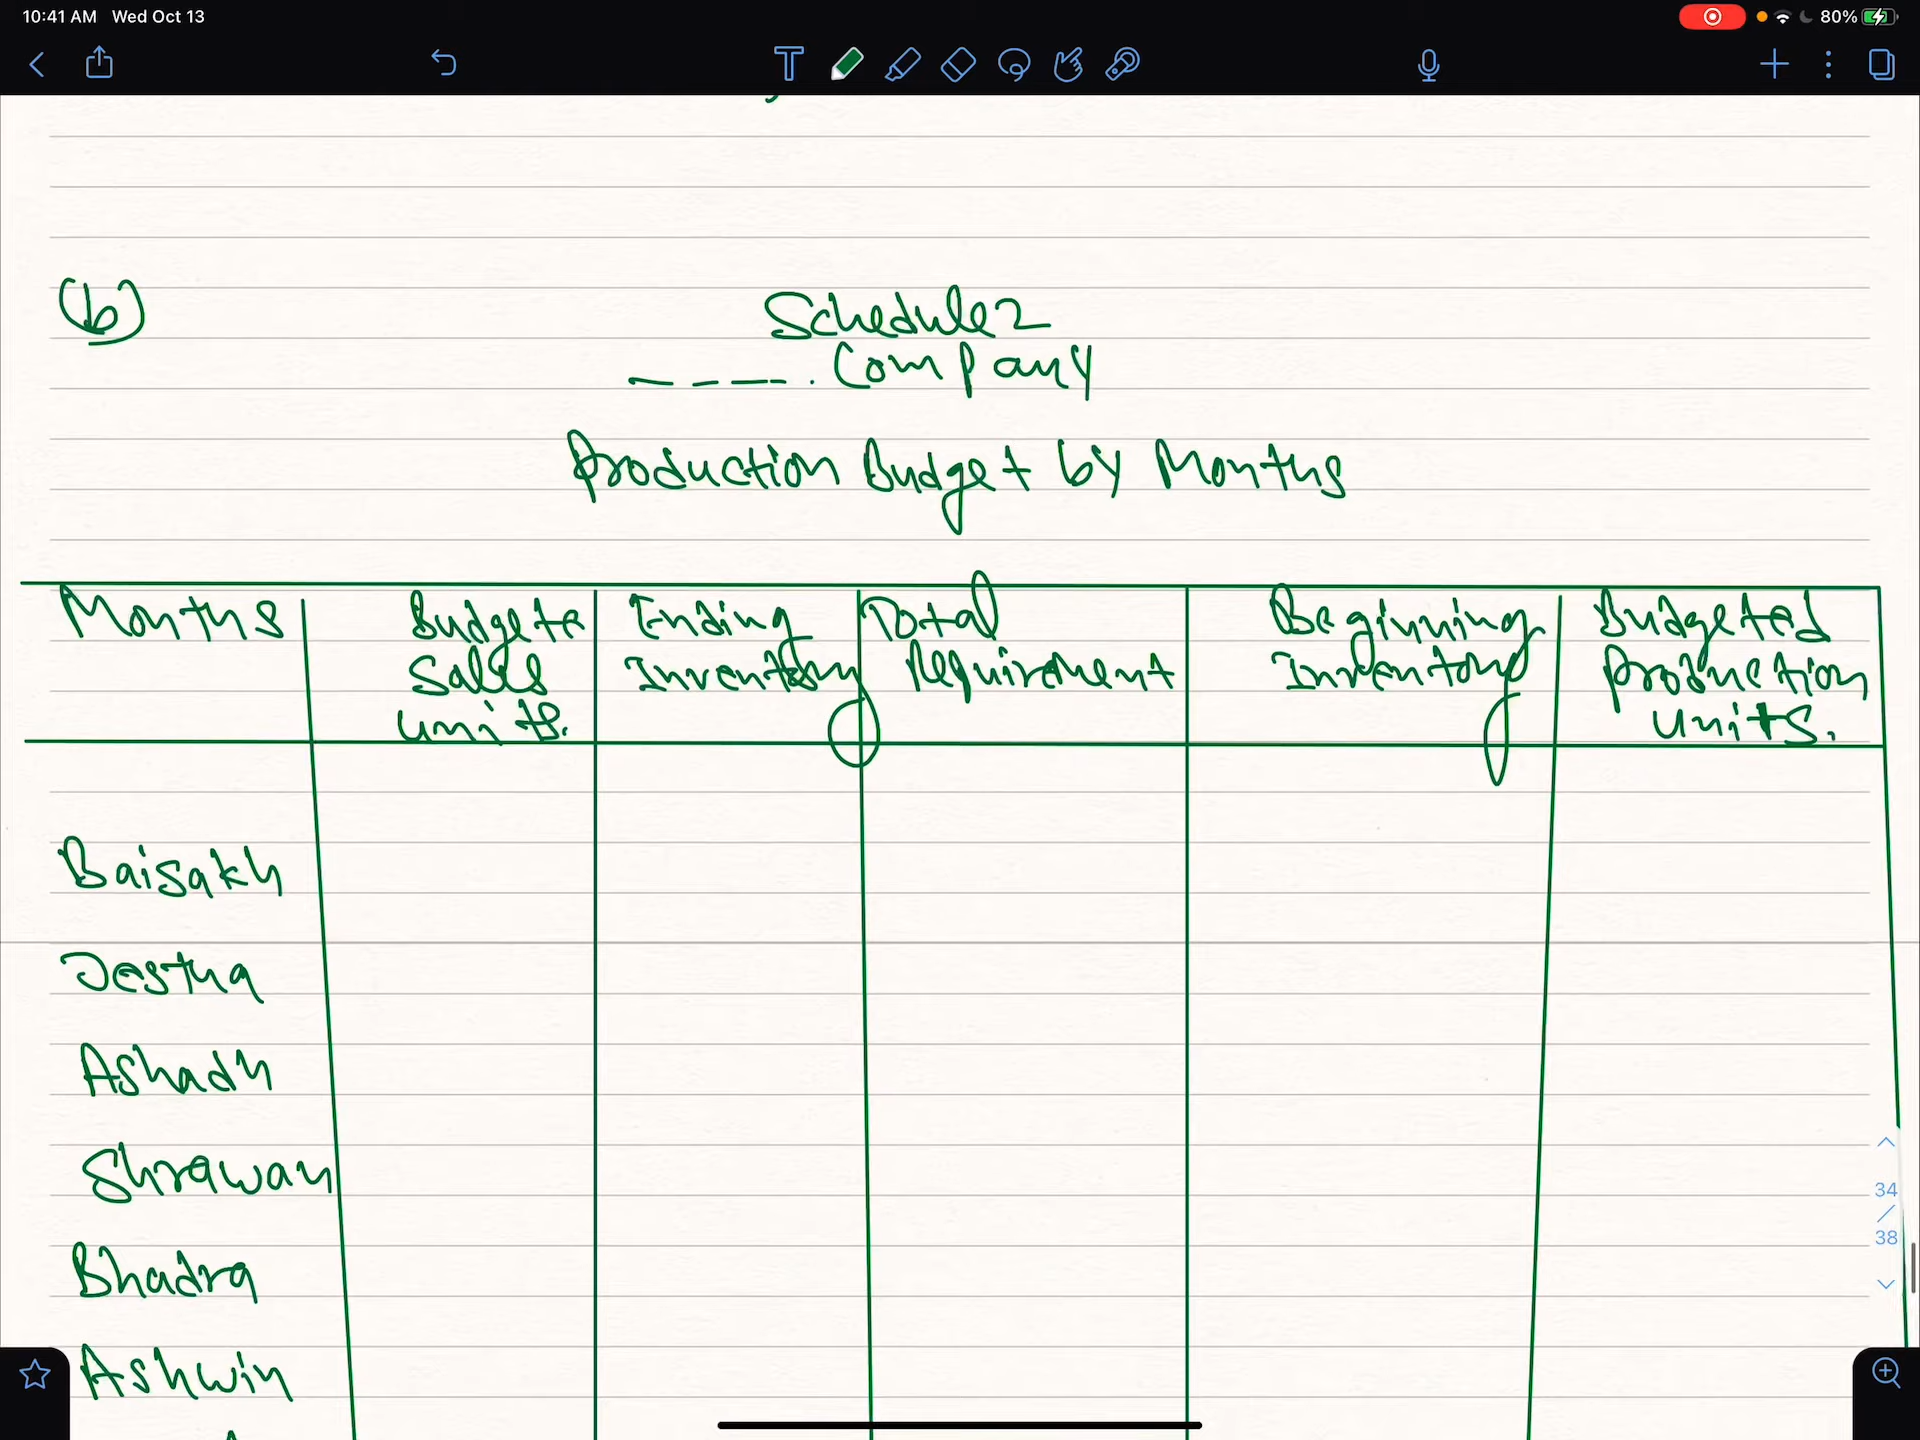 10:41 AM Wed Oct 13
80%
(b)
Schedule 2
----. Company
Production Budget by Months
Months Budgete Ending Total Beginning Budgeted
Sales Inventory Requirement Inventory Production
units. units.
Baisakh
Jestha
Ashadh
Shrawan
Bhadra
Ashwin
34
/
38